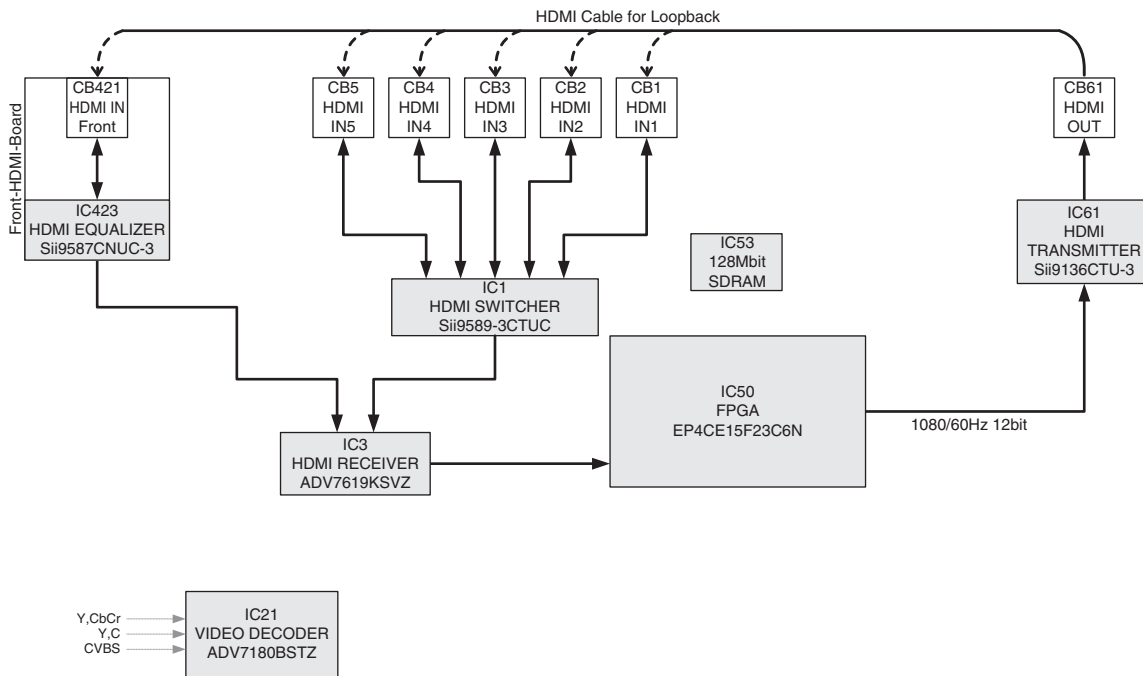 HDMI Cable for Loopback
CB421
HDMI IN
Front
CB5
HDMI
IN5
CB4
HDMI
IN4
CB3
HDMI
IN3
CB2
HDMI
IN2
CB1
HDMI
IN1
CB61
HDMI
OUT
Front-HDMI-Board
IC423
HDMI EQUALIZER
Sii9587CNUC-3
IC1
HDMI SWITCHER
Sii9589-3CTUC
IC53
128Mbit
SDRAM
IC61
HDMI
TRANSMITTER
Sii9136CTU-3
IC50
FPGA
EP4CE15F23C6N
1080/60Hz 12bit
IC3
HDMI RECEIVER
ADV7619KSVZ
Y,CbCr
Y,C
CVBS
IC21
VIDEO DECODER
ADV7180BSTZ